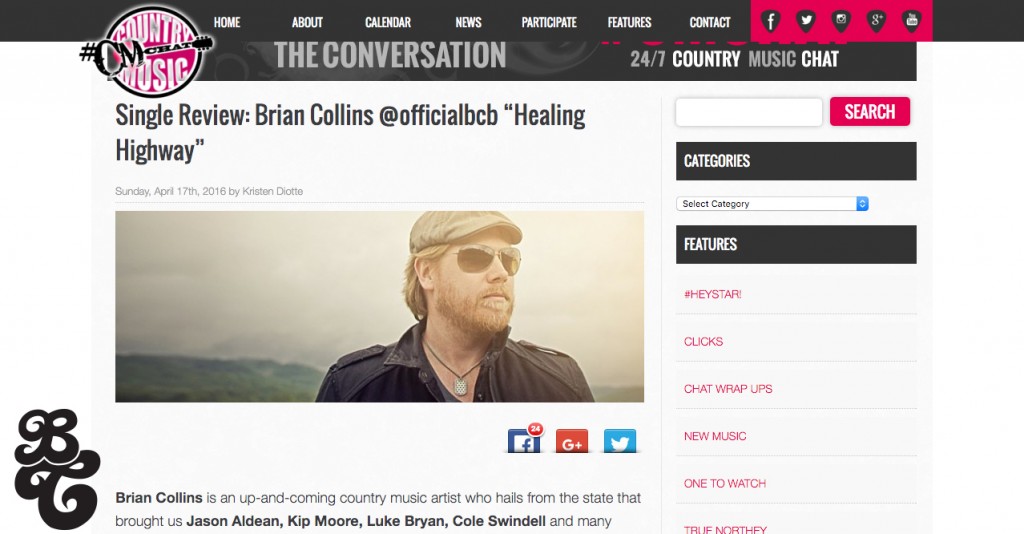 HOME
ABOUT
CALENDAR
NEWS
PARTICIPATE
FEATURES
CONTACT
COUNTRY
#CM CHAT
MUSIC
THE CONVERSATION
24/7 COUNTRY MUSIC CHAT
Single Review: Brian Collins @officialbcb “Healing
Highway”
Sunday, April 17th, 2016 by Kristen Diotte
24
Brian Collins is an up-and-coming country music artist who hails from the state that
brought us Jason Aldean, Kip Moore, Luke Bryan, Cole Swindell and many
SEARCH
CATEGORIES
Select Category
FEATURES
#HEYSTAR!
CLICKS
CHAT WRAP UPS
NEW MUSIC
ONE TO WATCH
TRUE NORTHEY
BC